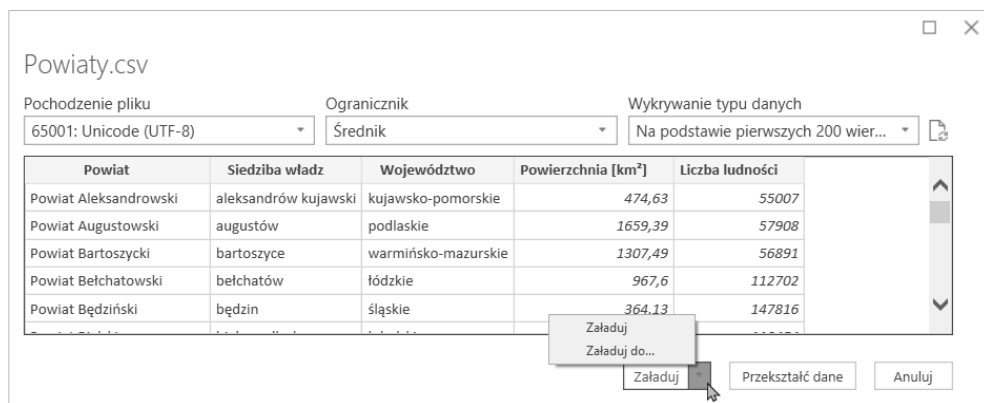 Powiaty.csv
Pochodzenie pliku Ogranicznik Wykrywanie typu danych
65001: Unicode (UTF-8) Średnik Na podstawie pierwszych 200 wier...
Powiat Siedziba władz Województwo Powierzchnia [km²] Liczba ludności
Powiat Aleksandrowski aleksandrów kujawski kujawsko-pomorskie 474,63 55007
Powiat Augustowski augustów podlaskie 1659,39 57908
Powiat Bartoszycki bartoszyce warmińsko-mazurskie 1307,49 56891
Powiat Bełchatowski bełchatów łódzkie 967,6 112702
Powiat Będziński będzin śląskie 364,13 147816
Załaduj
Załaduj do...
Załaduj Przekształć dane Anuluj